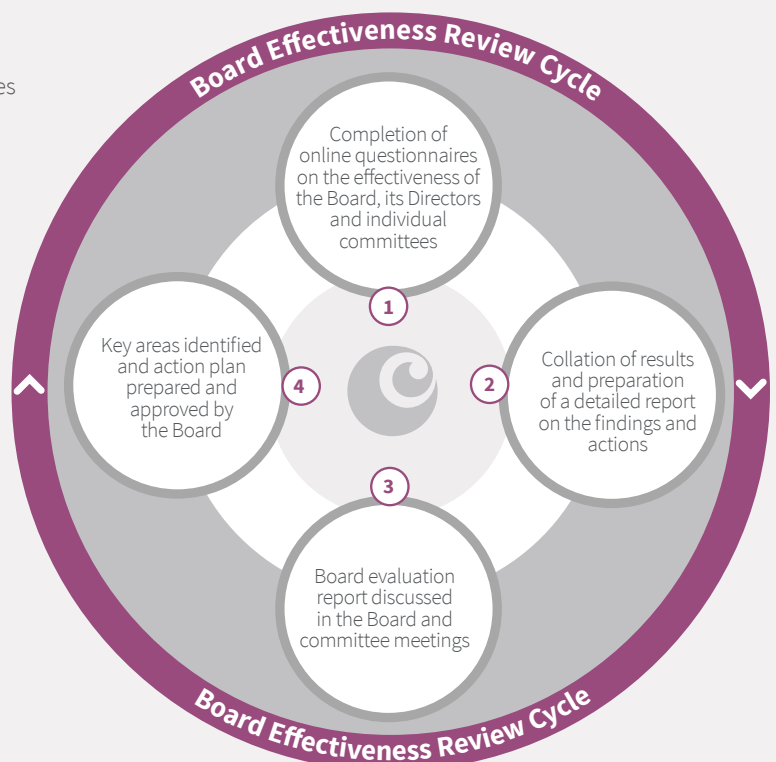 Board Effectiveness Review Cycle
es
Completion of
online questionnaires
on the effectiveness of
the Board, its Directors
and individual
committees
1
Collation of results
and preparation
of a detailed report
on the findings and
actions
2
Board evaluation
report discussed
in the Board and
committee meetings
3
Key areas identified
and action plan
prepared and
approved by
the Board
4
Board Effectiveness Review Cycle